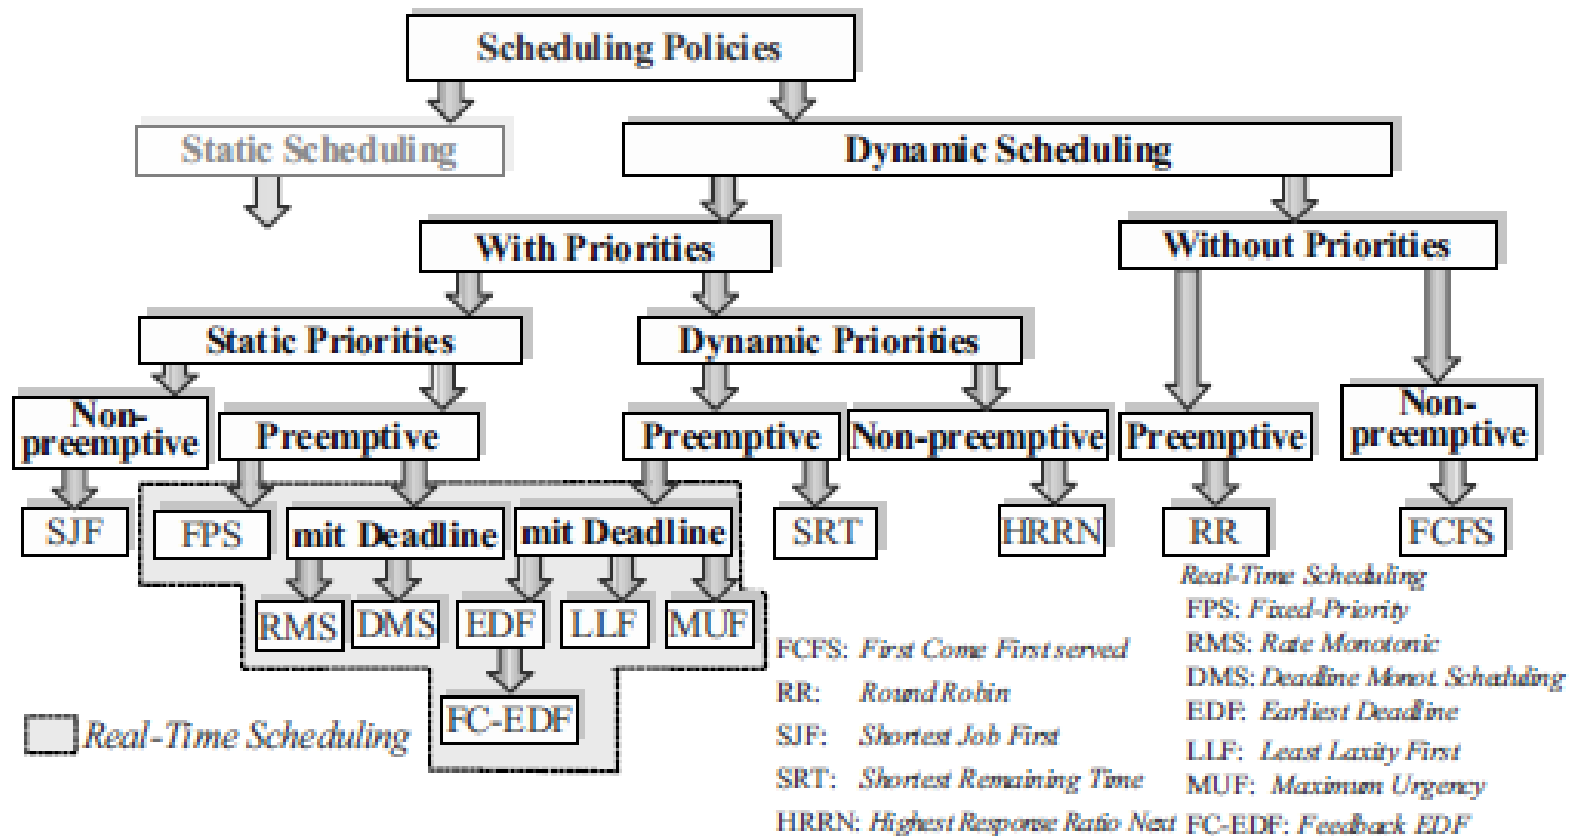 Scheduling Policies
Static Scheduling
Dynamic Scheduling
With Priorities
Without Priorities
Static Priorities
Dynamic Priorities
Non-
preemptive
Preemptive
Preemptive
Non-preemptive
Preemptive
Non-
preemptive
SJF
FPS
mit Deadline
mit Deadline
SRT
HRRN
RR
FCFS
RMS
DMS
EDF
LLF
MUF
FC-EDF
Real-Time Scheduling
FCFS: First Come First served
RR: Round Robin
SJF: Shortest Job First
SRT: Shortest Remaining Time
HRRN: Highest Response Ratio Next
Real-Time Scheduling
FPS: Fixed-Priority
RMS: Rate Monotonic
DMS: Deadline Monot. Scheduling
EDF: Earliest Deadline
LLF: Least Laxity First
MUF: Maximum Urgency
FC-EDF: Feedback EDF